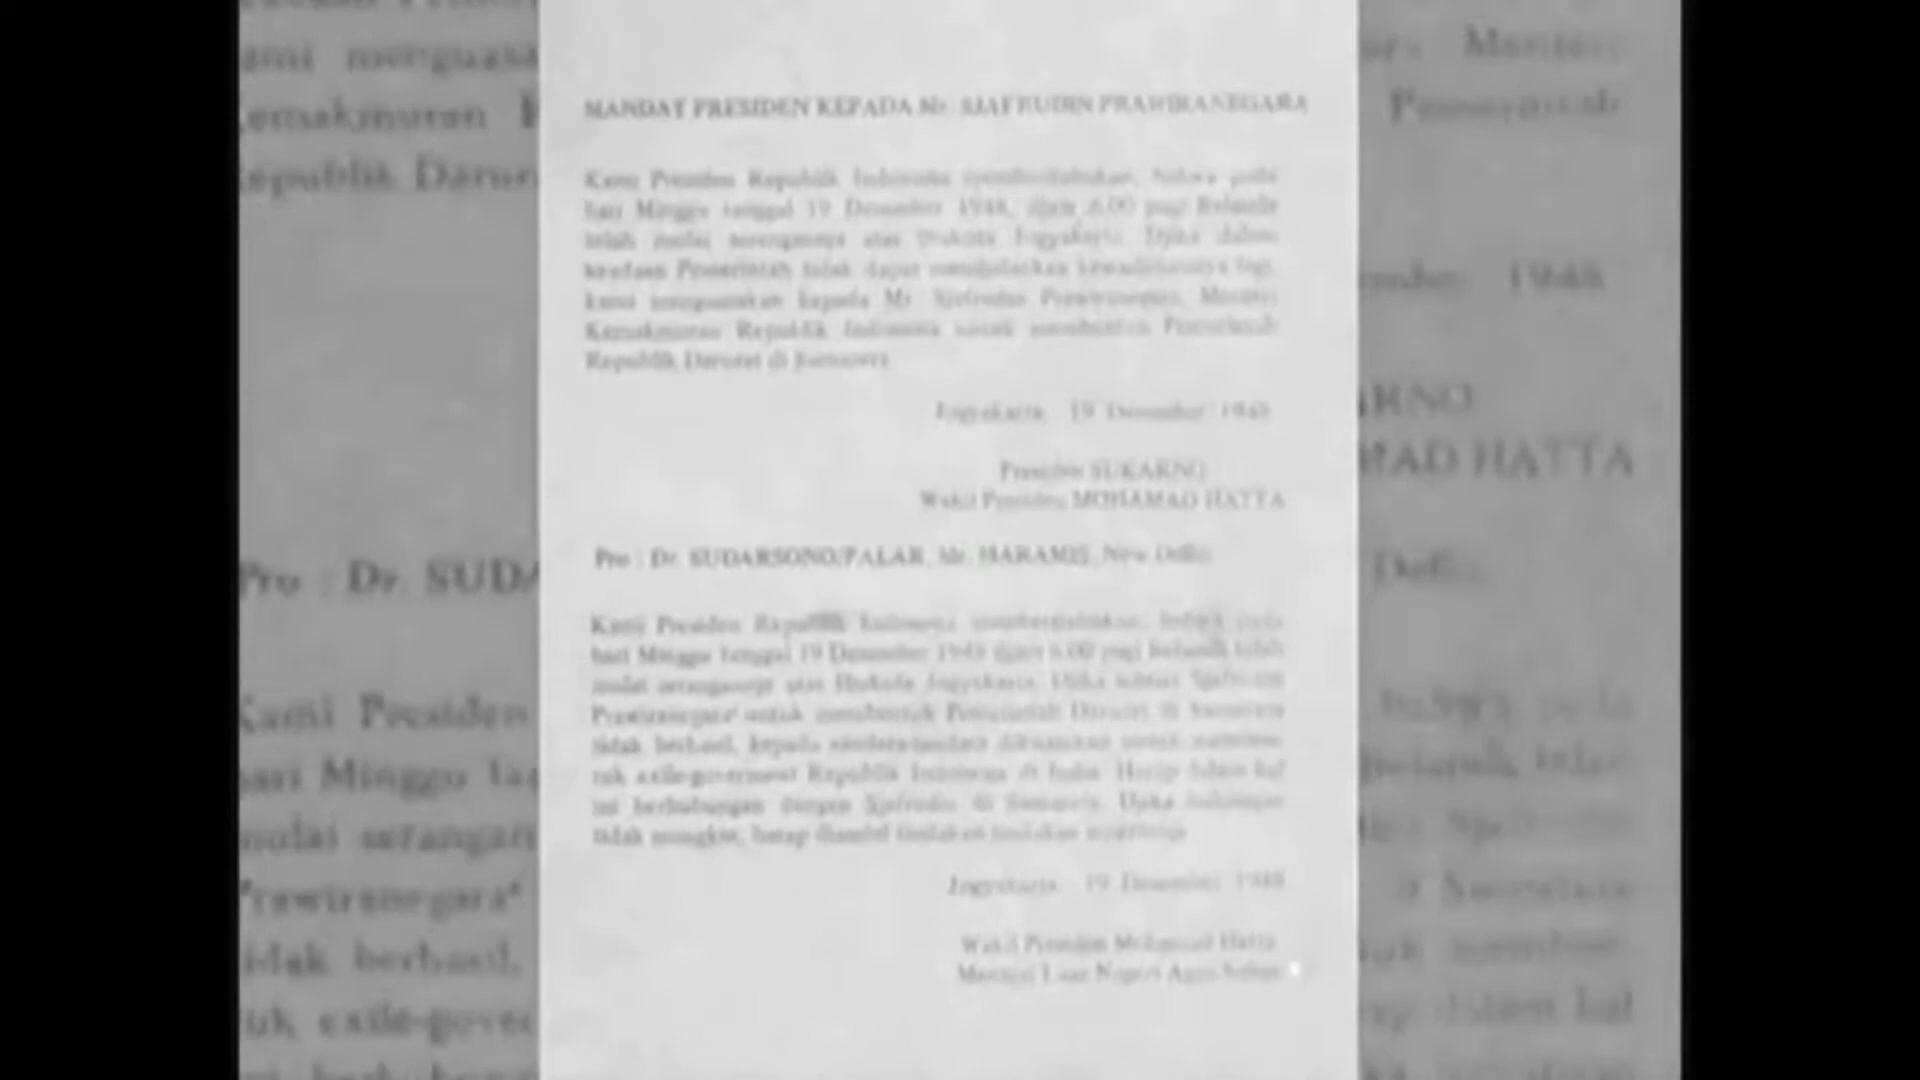 MANDAT PRESIDEN KEPADA Mr. SJAFRUDIN PRAWIRANEGARA
Kami Presiden Republik Indonesia memberitahukan, bahwa pada
hari Minggu tanggal 19 Desember 1948, djam 6.00 pagi Belanda
telah mulai serangannja atas Ibukota Jogyakarta. Djika dalam
keadaan Pemerintah tidak dapat mendjalankan kewadjibannya lagi,
kami menguasakan kepada Mr. Sjafrudin Prawiranegara, Menteri
Kemakmuran Republik Indonesia untuk membentuk Pemerintah
Republik Darurat di Sumatera
Jogyakarta, 19 Desember 1948
Presiden SUKARNO
Wakil Presiden MOHAMAD HATTA
Pro : Dr. SUDARSONO/PALAR, Mr. MARAMIS, New Delhi
Kami Presiden Republik Indonesia memberitahukan, bahwa pada
hari Minggu tanggal 19 Desember 1948 djam 6.00 pagi Belanda telah
mulai serangannja atas Ibukota Jogyakarta. Djika ichtiar Sjafrudin
Prawiranegara untuk membentuk Pemerintah Darurat di Sumatera
tidak berhasil, kepada saudara-saudara dikuasakan untuk membен
tuk exile-government Republik Indonesia di India. Harap dalam hal
ini berhubungan dengan Sjafrudin di Sumatera. Djika hubungan
tidak mungkin, harap diambil tindakan-tindakan seperlunja
Jogyakarta, 19 Desember 1948
Wakil Presiden Mohamad Hatta
Menteri Luar Negeri Agus Salim